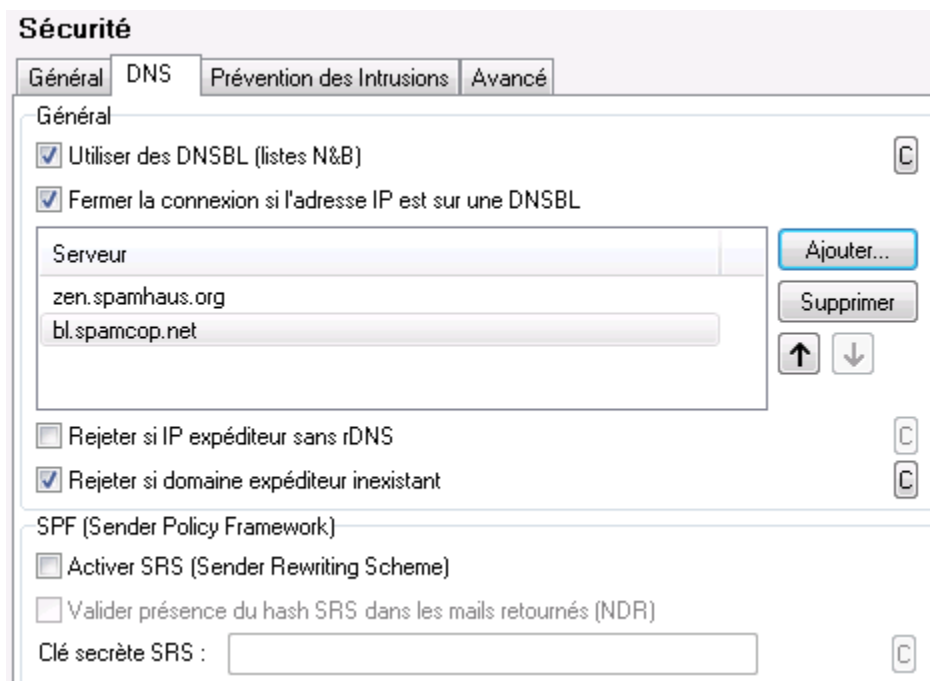 Sécurité
Général DNS Prévention des Intrusions Avancé
Général
Utiliser des DNSBL (listes N&B) C
Fermer la connexion si l'adresse IP est sur une DNSBL
Serveur Ajouter...
zen.spamhaus.org Supprimer
bl.spamcop.net
Rejeter si IP expéditeur sans rDNS C
Rejeter si domaine expéditeur inexistant C
SPF (Sender Policy Framework)
Activer SRS (Sender Rewriting Scheme)
Valider présence du hash SRS dans les mails retournés (NDR)
Clé secrète SRS : C